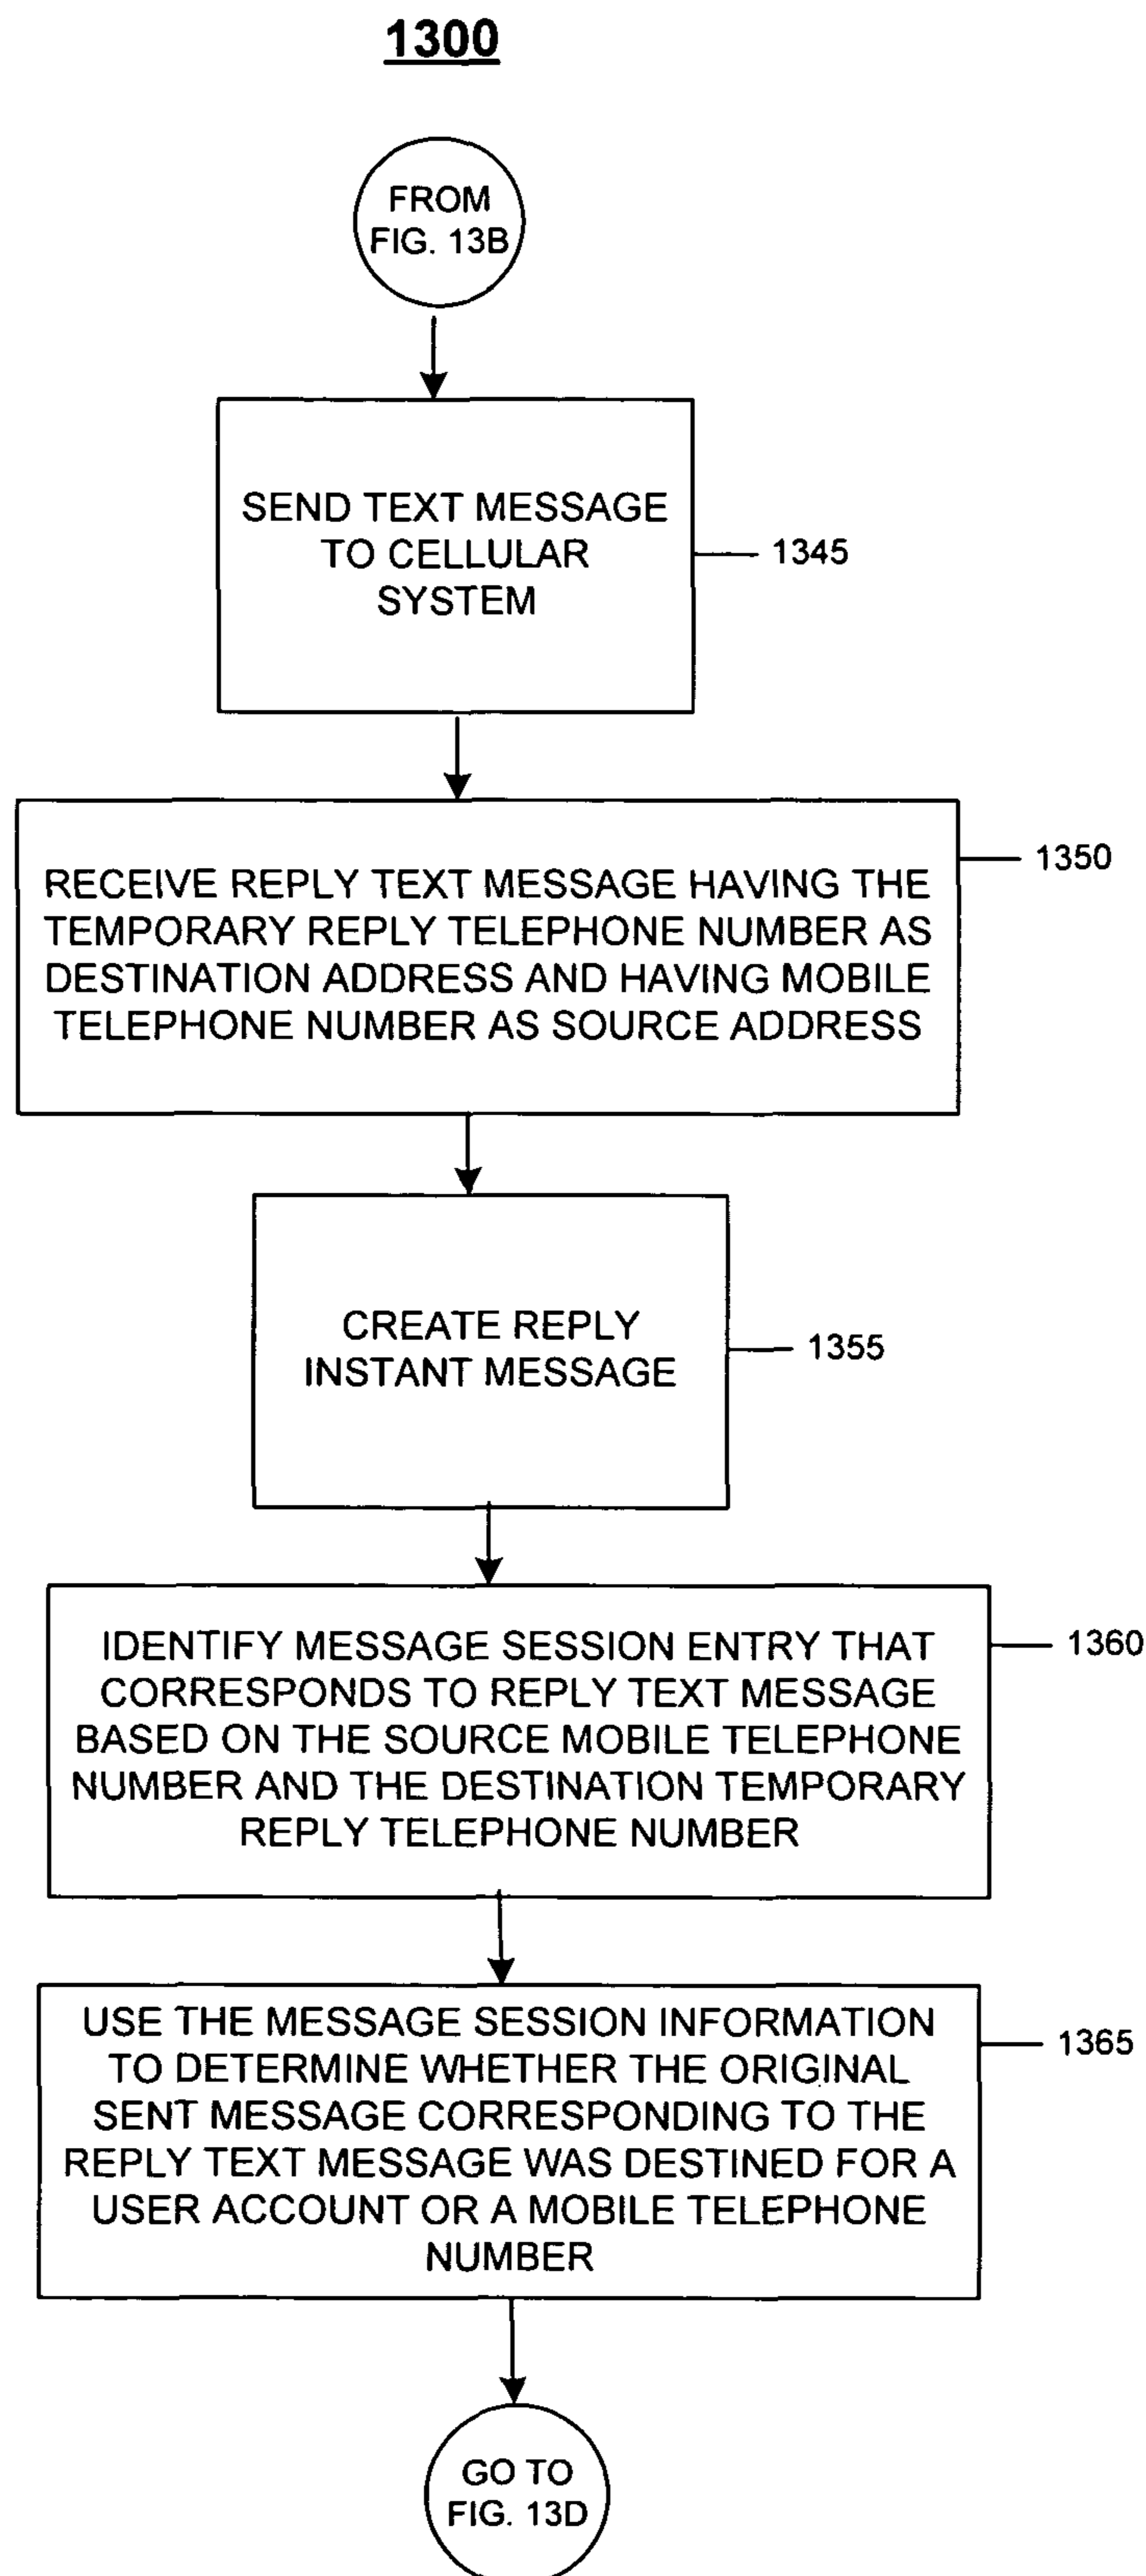 1300
FROM
FIG. 13B
SEND TEXT MESSAGE
TO CELLULAR
SYSTEM
1345
RECEIVE REPLY TEXT MESSAGE HAVING THE
TEMPORARY REPLY TELEPHONE NUMBER AS
DESTINATION ADDRESS AND HAVING MOBILE
TELEPHONE NUMBER AS SOURCE ADDRESS
1350
CREATE REPLY
INSTANT MESSAGE
1355
IDENTIFY MESSAGE SESSION ENTRY THAT
CORRESPONDS TO REPLY TEXT MESSAGE
BASED ON THE SOURCE MOBILE TELEPHONE
NUMBER AND THE DESTINATION TEMPORARY
REPLY TELEPHONE NUMBER
1360
USE THE MESSAGE SESSION INFORMATION
TO DETERMINE WHETHER THE ORIGINAL
SENT MESSAGE CORRESPONDING TO THE
REPLY TEXT MESSAGE WAS DESTINED FOR A
USER ACCOUNT OR A MOBILE TELEPHONE
NUMBER
1365
GO TO
FIG. 13D